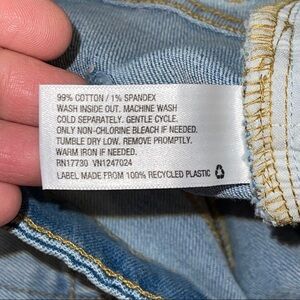 99% COTTON / 1% SPANDEX
WASH INSIDE OUT. MACHINE WASH
COLD SEPARATELY. GENTLE CYCLE.
ONLY NON-CHLORINE BLEACH IF NEEDED.
TUMBLE DRY LOW. REMOVE PROMPTLY.
WARM IRON IF NEEDED.
RN17730 VN1247024
LABEL MADE FROM 100% RECYCLED PLASTIC